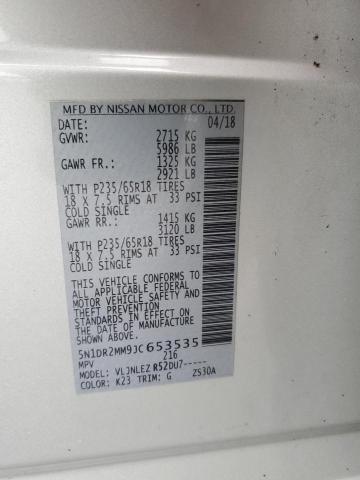 MFD BY NISSAN MOTOR CO., LTD.
DATE: 04/18
GVWR: 2715 KG
5986 LB
GAWR FR.: 1325 KG
2921 LB
WITH P235/65R18 TIRES
18 X 7.5 RIMS AT 33 PSI
COLD SINGLE
GAWR RR.: 1415 KG
3120 LB
WITH P235/65R18 TIRES
18 X 7.5 RIMS AT 33 PSI
COLD SINGLE
THIS VEHICLE CONFORMS TO
ALL APPLICABLE FEDERAL
MOTOR VEHICLE SAFETY AND
THEFT PREVENTION
STANDARDS IN EFFECT ON
THE DATE OF MANUFACTURE
SHOWN ABOVE.
5N1DR2MM9JC653535
MPV 216
MODEL: VLJNLEZ R52DU7-----
COLOR: K23 TRIM: G ZS30A